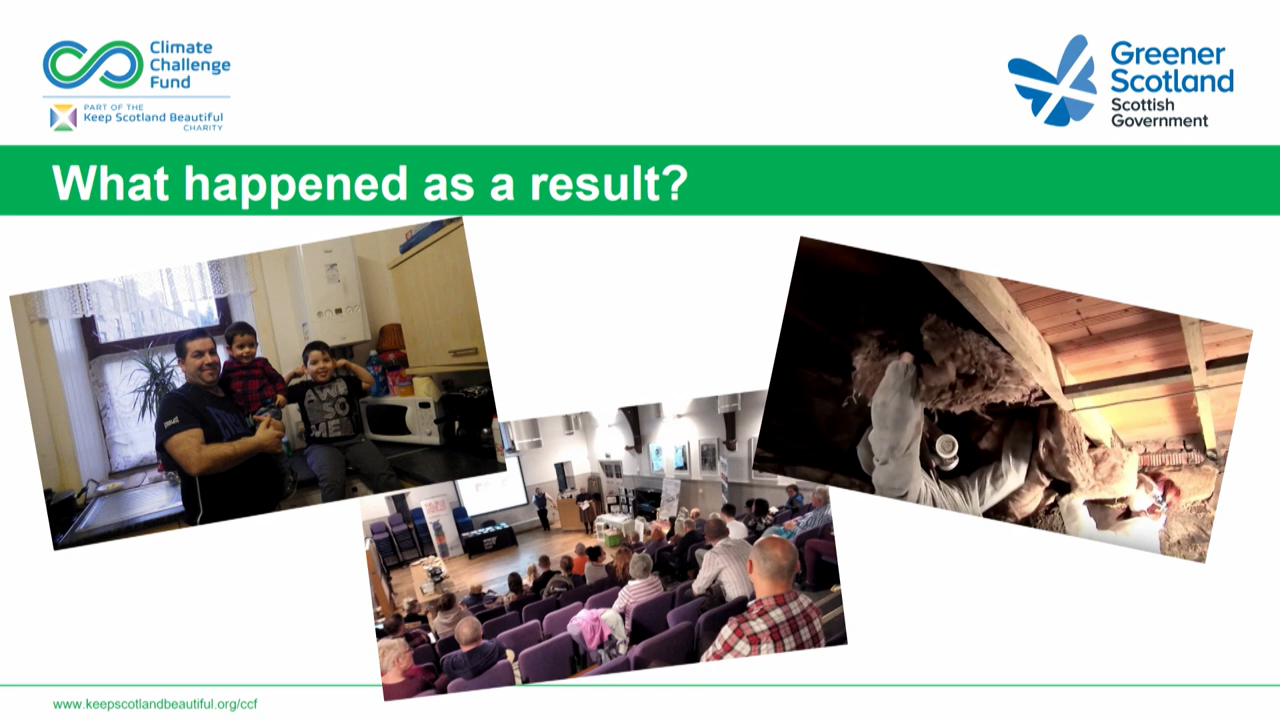 Climate
Challenge
Fund
PART OF THE
Keep Scotland Beautiful
CHARITY
Greener
Scotland
Scottish
Government
What happened as a result?
AWE
SO
ME
www.keepscotlandbeautiful.org/ccf